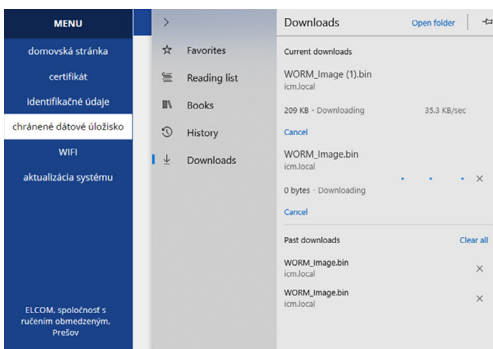 MENU
domovská stránka
certifikát
identifikačné údaje
chránené dátové úložisko
WIFI
aktualizácia systému
ELCOM, spoločnosť s
ručením obmedzeným,
Prešov
Favorites
Reading list
Books
History
Downloads
Downloads
Open folder
Current downloads
WORM_Image (1).bin
icm.local
209 KB - Downloading
35.3 KB/sec
Cancel
WORM_Image.bin
icm.local
0 bytes - Downloading
Cancel
Past downloads
Clear all
WORM_Image.bin
icm.local
WORM_Image.bin
icm.local